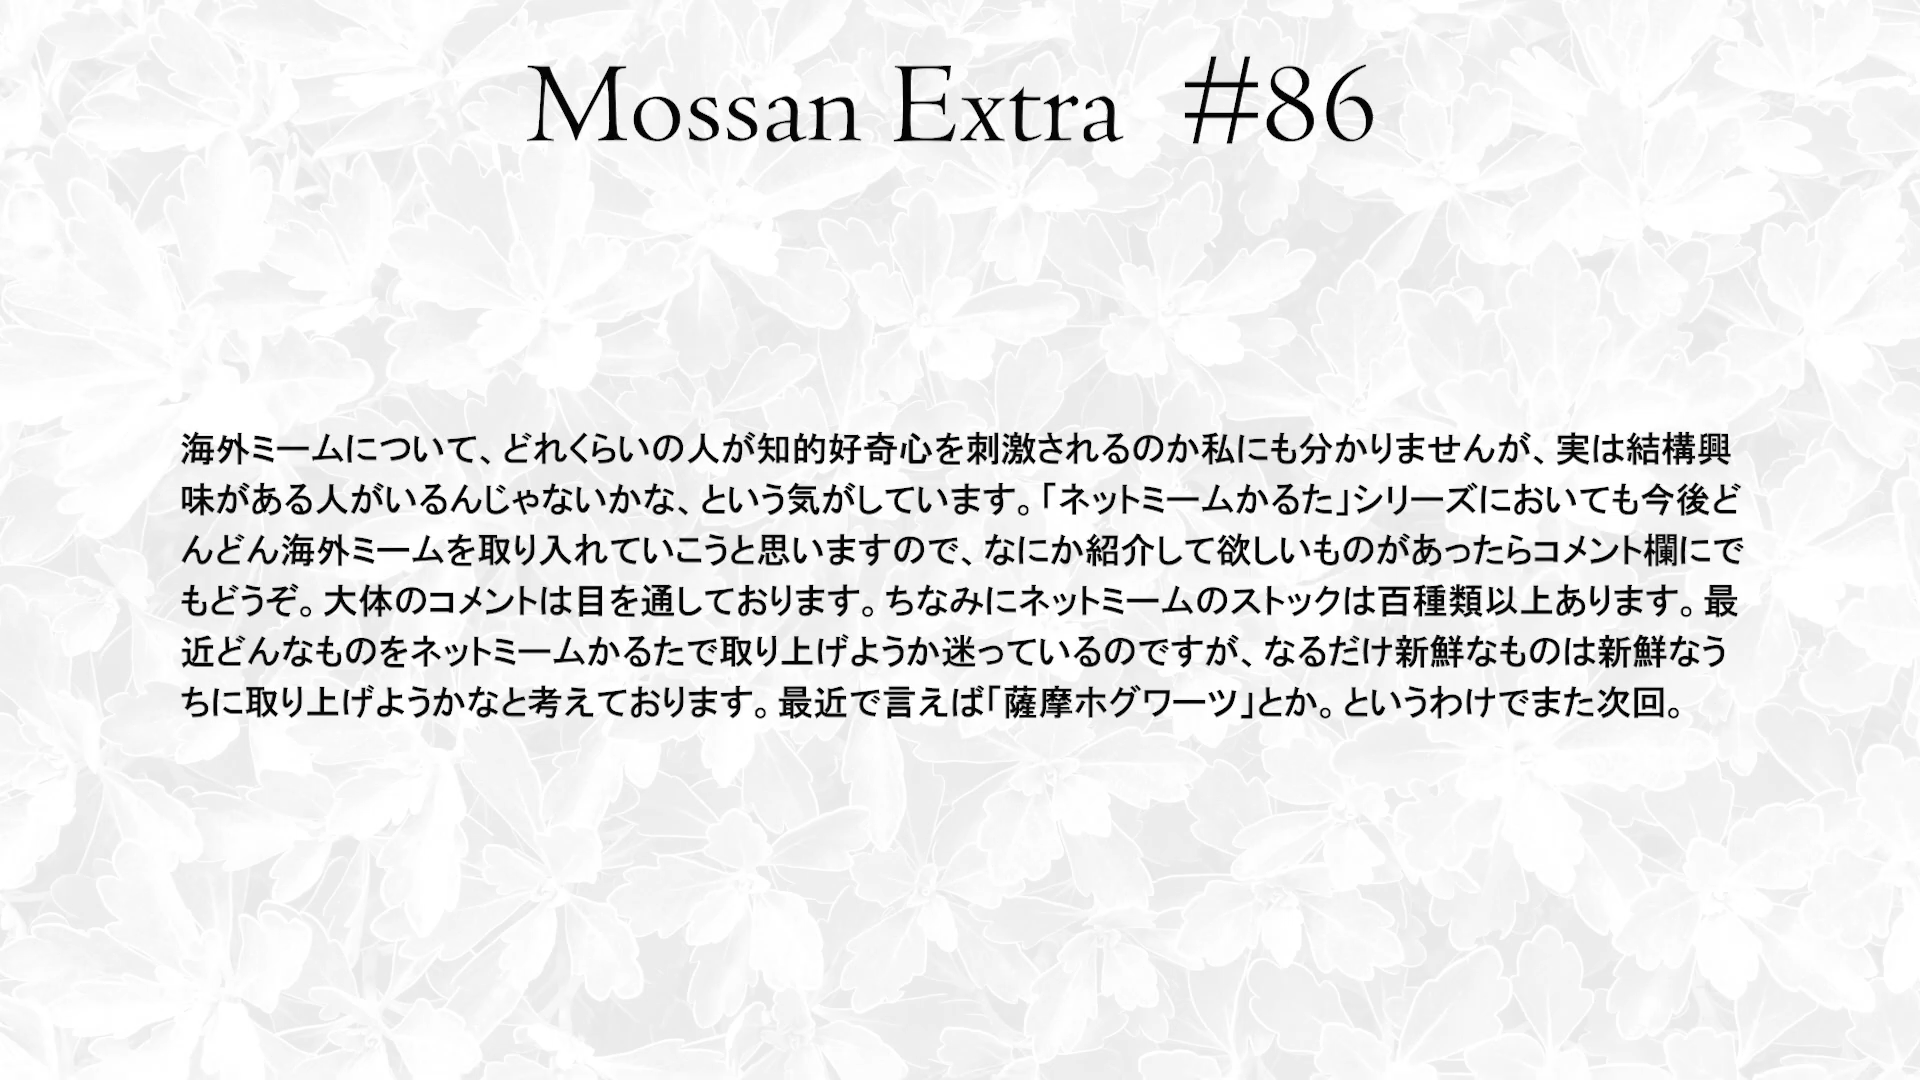 Mossan Extra #86
海外ミームについて、どれくらいの人が知的好奇心を刺激されるのか私にも分かりませんが、実は結構興
味がある人がいるんじゃないかな、という気がしています。「ネットミームかるた」シリーズにおいても今後ど
んどん海外ミームを取り入れていこうと思いますので、なにか紹介して欲しいものがあったらコメント欄にで
もどうぞ。大体のコメントは目を通しております。ちなみにネットミームのストックは百種類以上あります。最
近どんなものをネットミームかるたで取り上げようか迷っているのですが、なるだけ新鮮なものは新鮮なう
ちに取り上げようかなと考えております。最近で言えば「薩摩ホグワーツ」とか。というわけでまた次回。